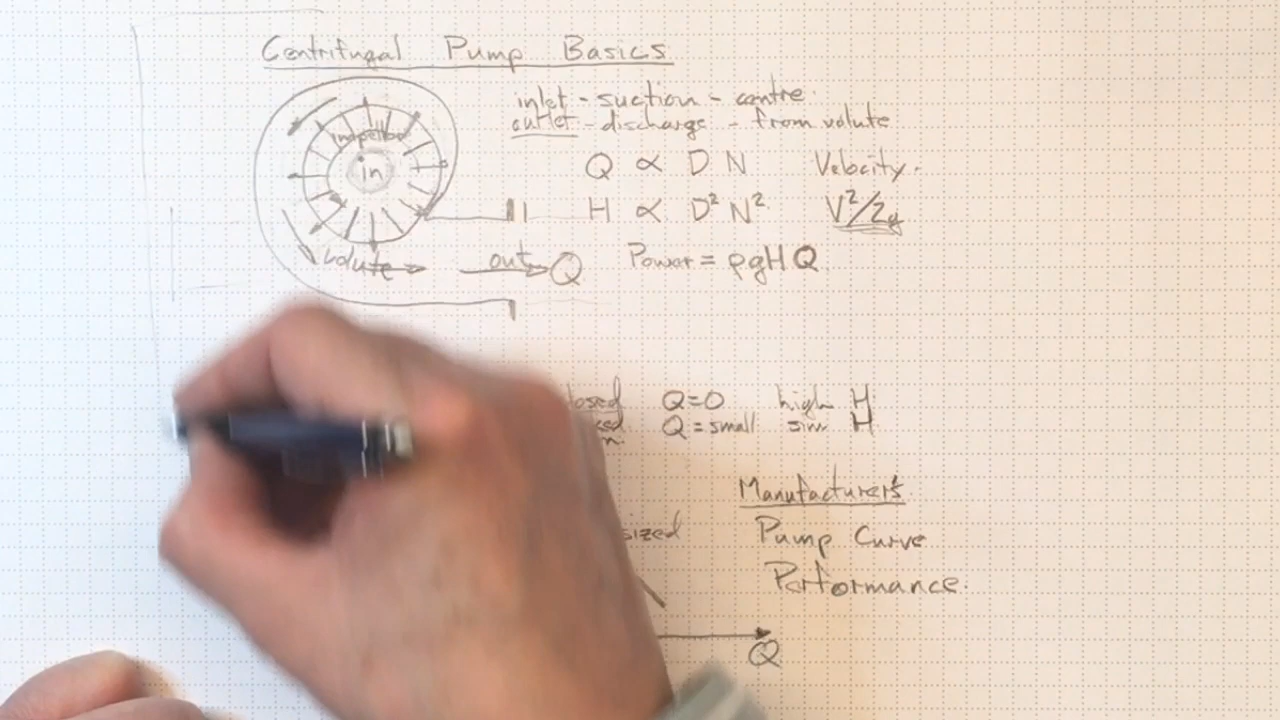 Centrifugal Pump Basics
inlet - suction - centre
outlet - discharge - from volute
impeller
in
Q ∝ D N Velocity.
H ∝ D² N² V²/2g
volute out Q Power = ρgHQ
Q=0 high H
Q = small sim H
Manufacturer's
sized Pump Curve
Performance.
Q